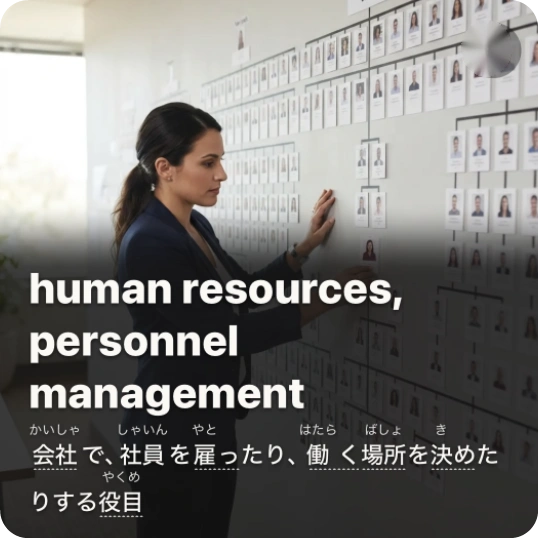 human resources,
personnel
management
かいしゃ しゃいん やと はたら ばしょ き
会社で、社員を雇ったり、働く場所を決めた
やくめ
りする役目